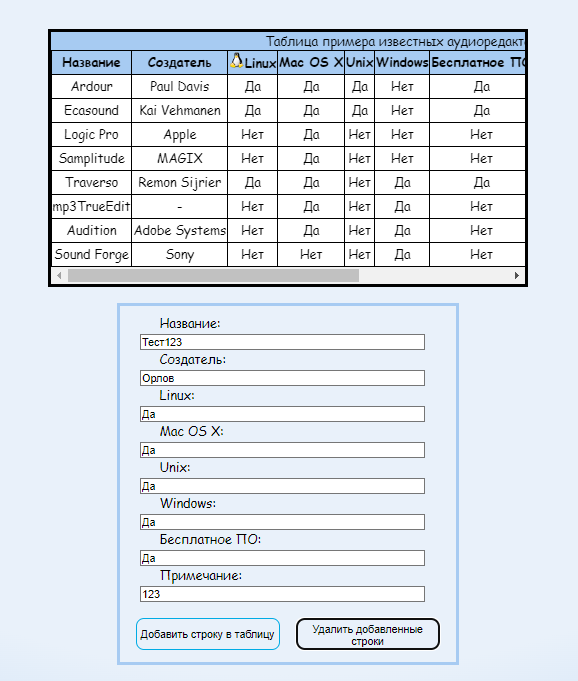 Таблица примера известных аудиоредакт
Название Создатель Linux Mac OS X Unix Windows Бесплатное ПО
Ardour Paul Davis Да Да Да Нет Да
Ecasound Kai Vehmanen Да Да Да Нет Да
Logic Pro Apple Нет Да Нет Нет Нет
Samplitude MAGIX Нет Да Нет Нет Нет
Traverso Remon Sijrier Да Да Нет Да Да
mp3TrueEdit - Нет Да Нет Да Нет
Audition Adobe Systems Нет Да Нет Да Нет
Sound Forge Sony Нет Нет Нет Да Нет
Название:
Тест123
Создатель:
Орлов
Linux:
Да
Mac OS X:
Да
Unix:
Да
Windows:
Да
Бесплатное ПО:
Да
Примечание:
123
Добавить строку в таблицу
Удалить добавленные
строки